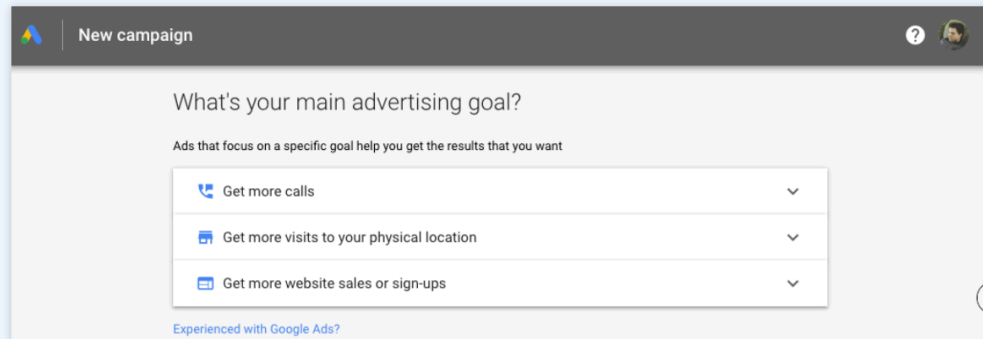 New campaign
What's your main advertising goal?
Ads that focus on a specific goal help you get the results that you want
Get more calls
Get more visits to your physical location
Get more website sales or sign-ups
Experienced with Google Ads?